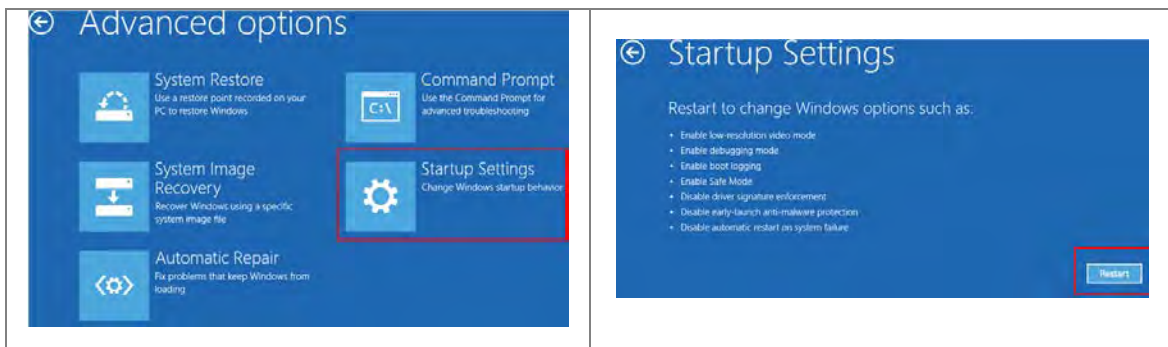 Advanced options
System Restore
Use a restore point recorded on your
PC to restore Windows
Command Prompt
Use the Command Prompt for
advanced troubleshooting
C:\
System Image
Recovery
Recover Windows using a specific
system image file
Startup Settings
Change Windows startup behavior
Automatic Repair
Fix problems that keep Windows from
loading
Startup Settings
Restart to change Windows options such as:
• Enable low-resolution video mode
• Enable debugging mode
• Enable boot logging
• Enable Safe Mode
• Disable driver signature enforcement
• Disable early-launch anti-malware protection
• Disable automatic restart on system failure
Restart